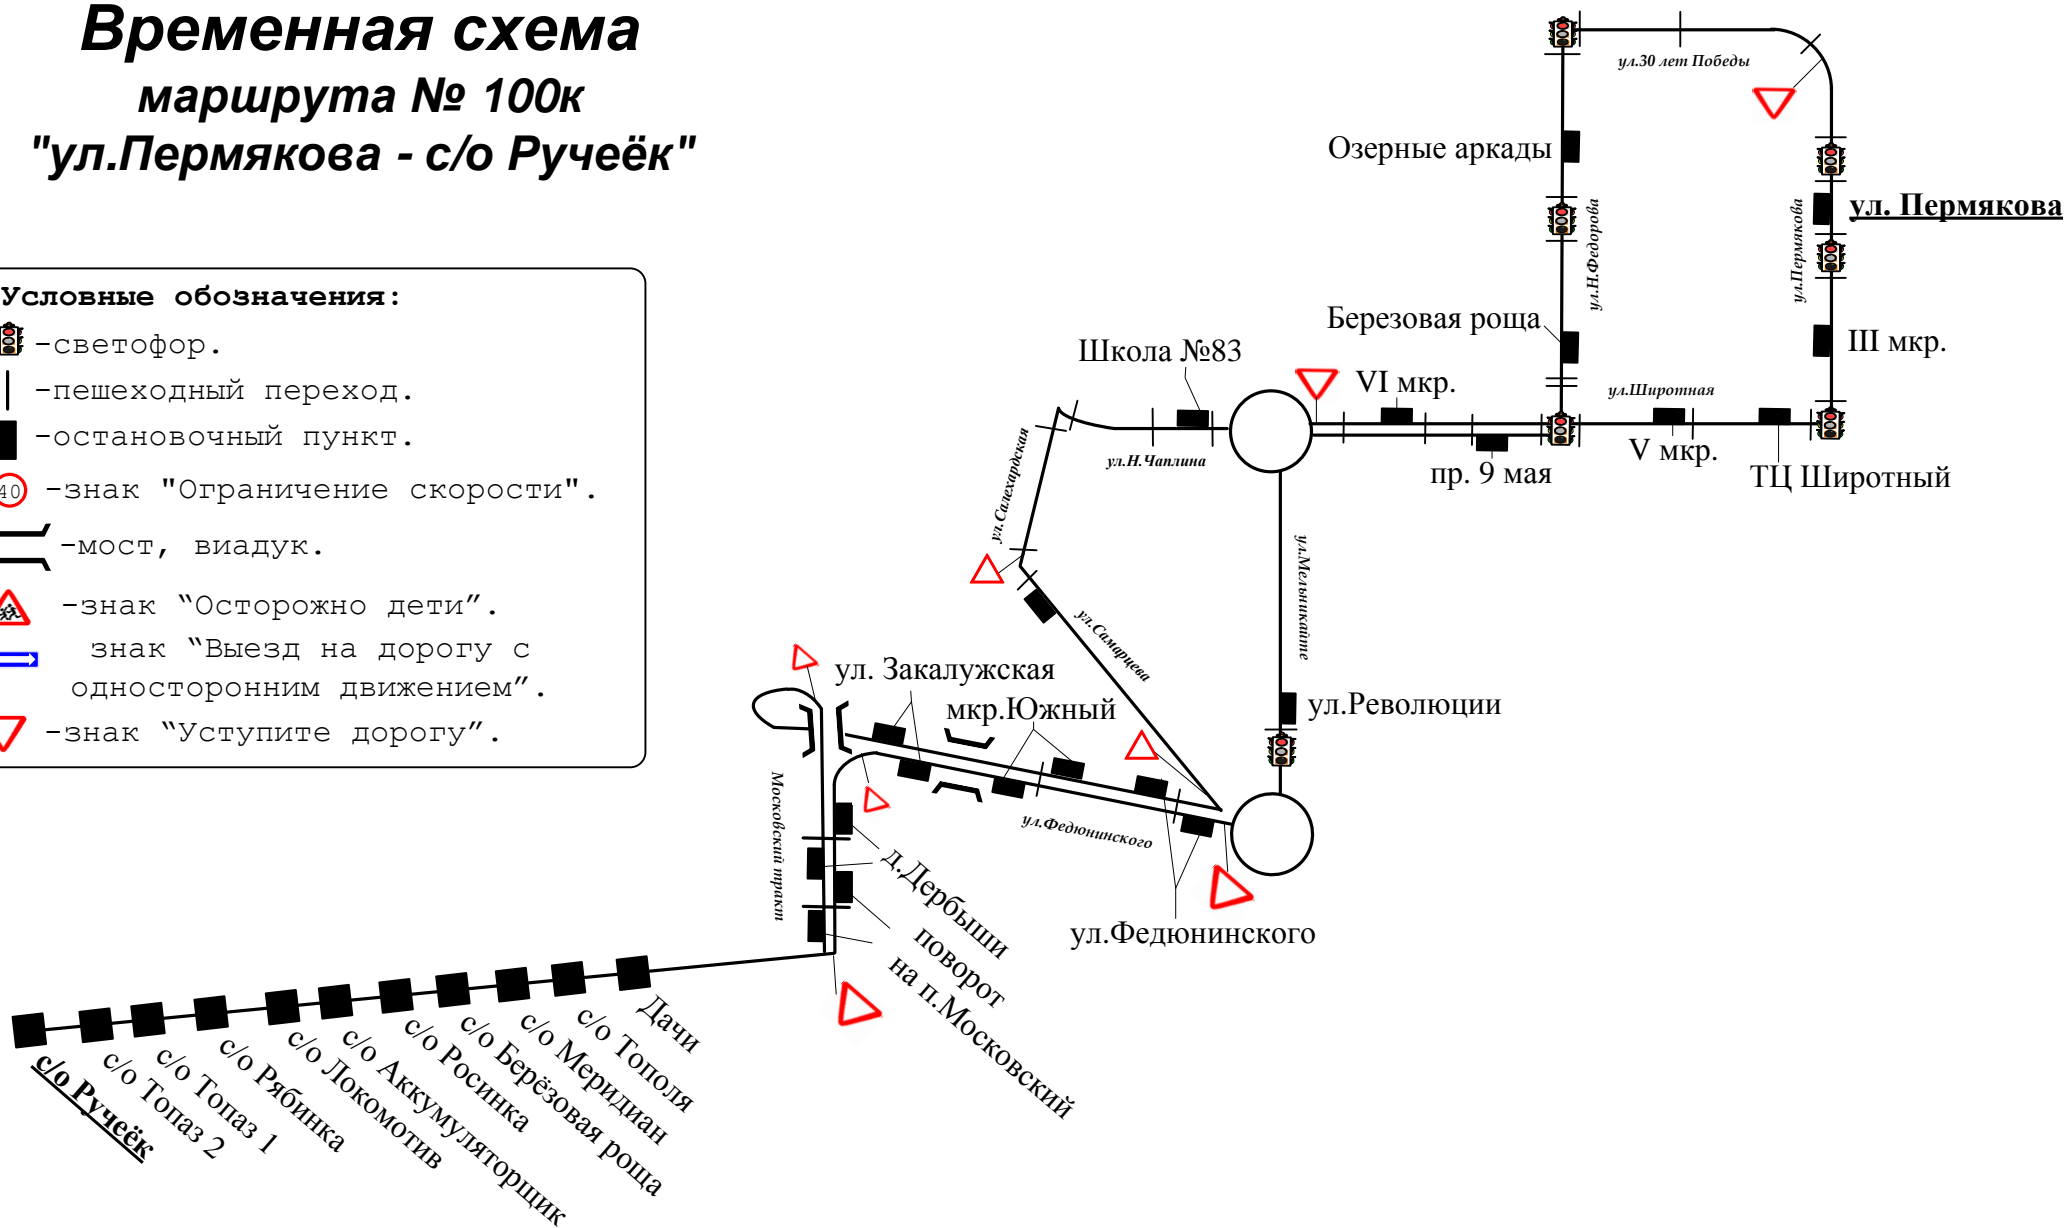 Временная схема
маршрута № 100к
"ул.Пермякова - с/о Ручеёк"
Условные обозначения:
-светофор.
-пешеходный переход.
-остановочный пункт.
40 -знак "Ограничение скорости".
-мост, виадук.
-знак “Осторожно дети”.
знак “Выезд на дорогу с
односторонним движением”.
-знак “Уступите дорогу”.
ул.30 лет Победы
Озерные аркады
ул.Н.Федорова
ул.Пермякова
ул. Пермякова
Березовая роща
III мкр.
Школа №83
VI мкр.
ул.Широтная
ул.Н.Чаплина
пр. 9 мая
V мкр.
ТЦ Широтный
ул.Салехардская
ул.Самарцева
ул.Мельникайте
ул. Закалужская
мкр.Южный
ул.Революции
Московский тракт
ул.Федюнинского
д.Дербыши
ул.Федюнинского
поворот
на п.Московский
Дачи
с/о Тополя
с/о Меридиан
с/о Берёзовая роща
с/о Росинка
с/о Аккумуляторщик
с/о Локомотив
с/о Рябинка
с/о Топаз 1
с/о Топаз 2
с/о Ручеёк